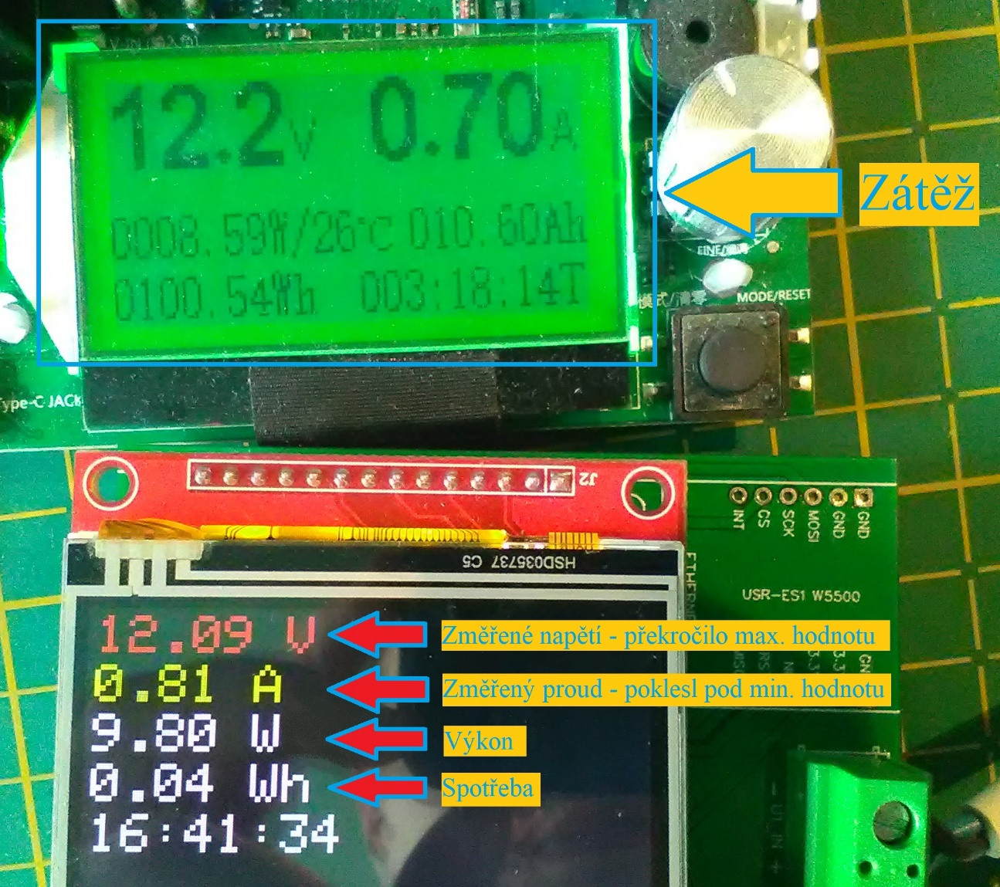 12.2V 0.70A
0008.59W/26℃ 010.60Ah
0100.54Wh 003:18:14T
Zátěž
模式/清零 MODE/RESET
Type-C JACK
J2
INT CS SCK MOSI GND GND
HSD035737 C5
USR-ES1 W5500
12.09 V
Změřené napětí - překročilo max. hodnotu
0.81 A
Změřený proud - poklesl pod min. hodnotu
9.80 W
Výkon
0.04 Wh
Spotřeba
16:41:34